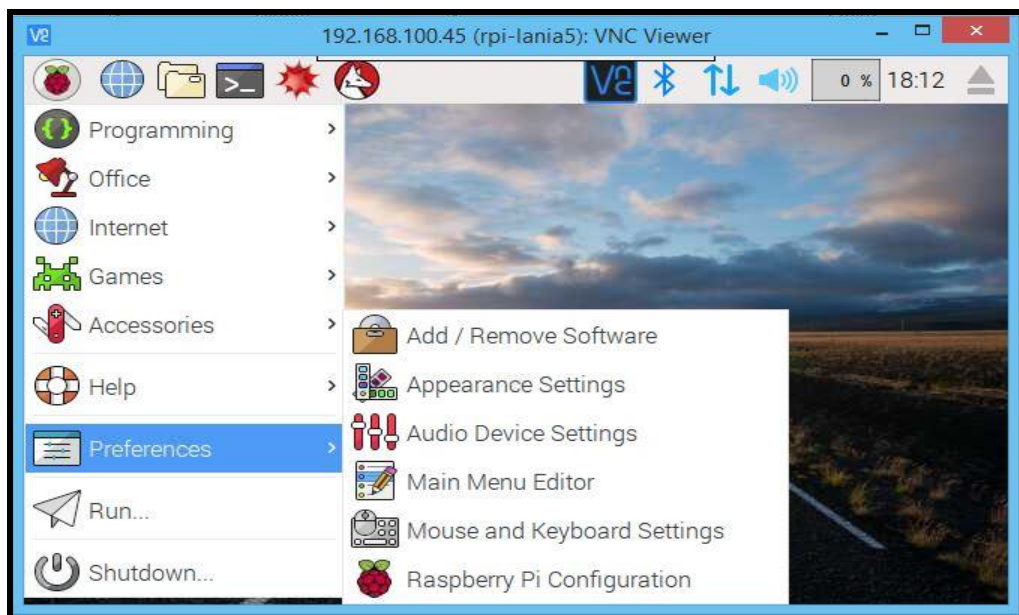 192.168.100.45 (rpi-lania5): VNC Viewer
0 % 18:12
Programming
Office
Internet
Games
Accessories
Help
Preferences
Run...
Shutdown...
Add / Remove Software
Appearance Settings
Audio Device Settings
Main Menu Editor
Mouse and Keyboard Settings
Raspberry Pi Configuration